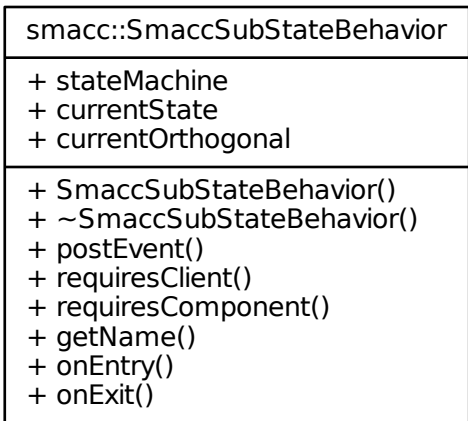 smacc::SmaccSubStateBehavior
+ stateMachine
+ currentState
+ currentOrthogonal
+ SmaccSubStateBehavior()
+ ~SmaccSubStateBehavior()
+ postEvent()
+ requiresClient()
+ requiresComponent()
+ getName()
+ onEntry()
+ onExit()